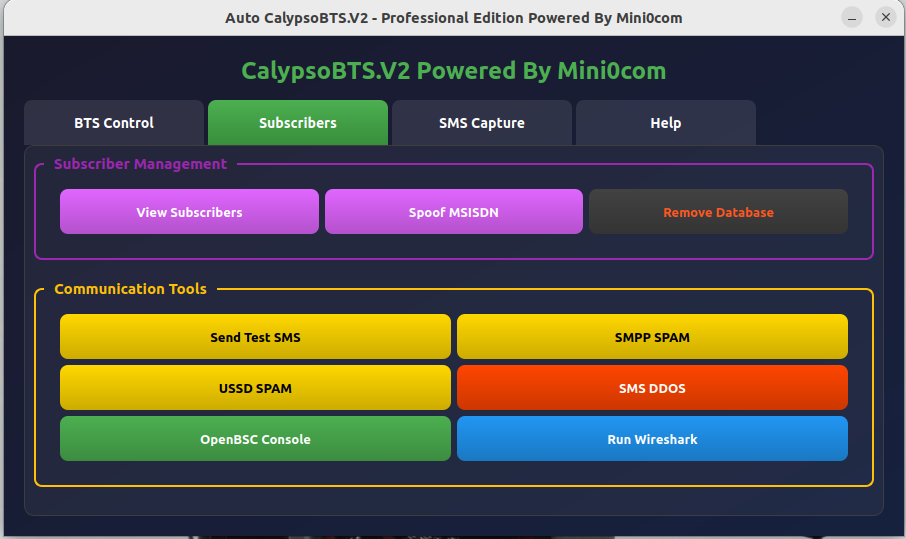 Auto CalypsoBTS.V2 - Professional Edition Powered By Mini0com
CalypsoBTS.V2 Powered By Mini0com
BTS Control
Subscribers
SMS Capture
Help
Subscriber Management
View Subscribers
Spoof MSISDN
Remove Database
Communication Tools
Send Test SMS
SMPP SPAM
USSD SPAM
SMS DDOS
OpenBSC Console
Run Wireshark